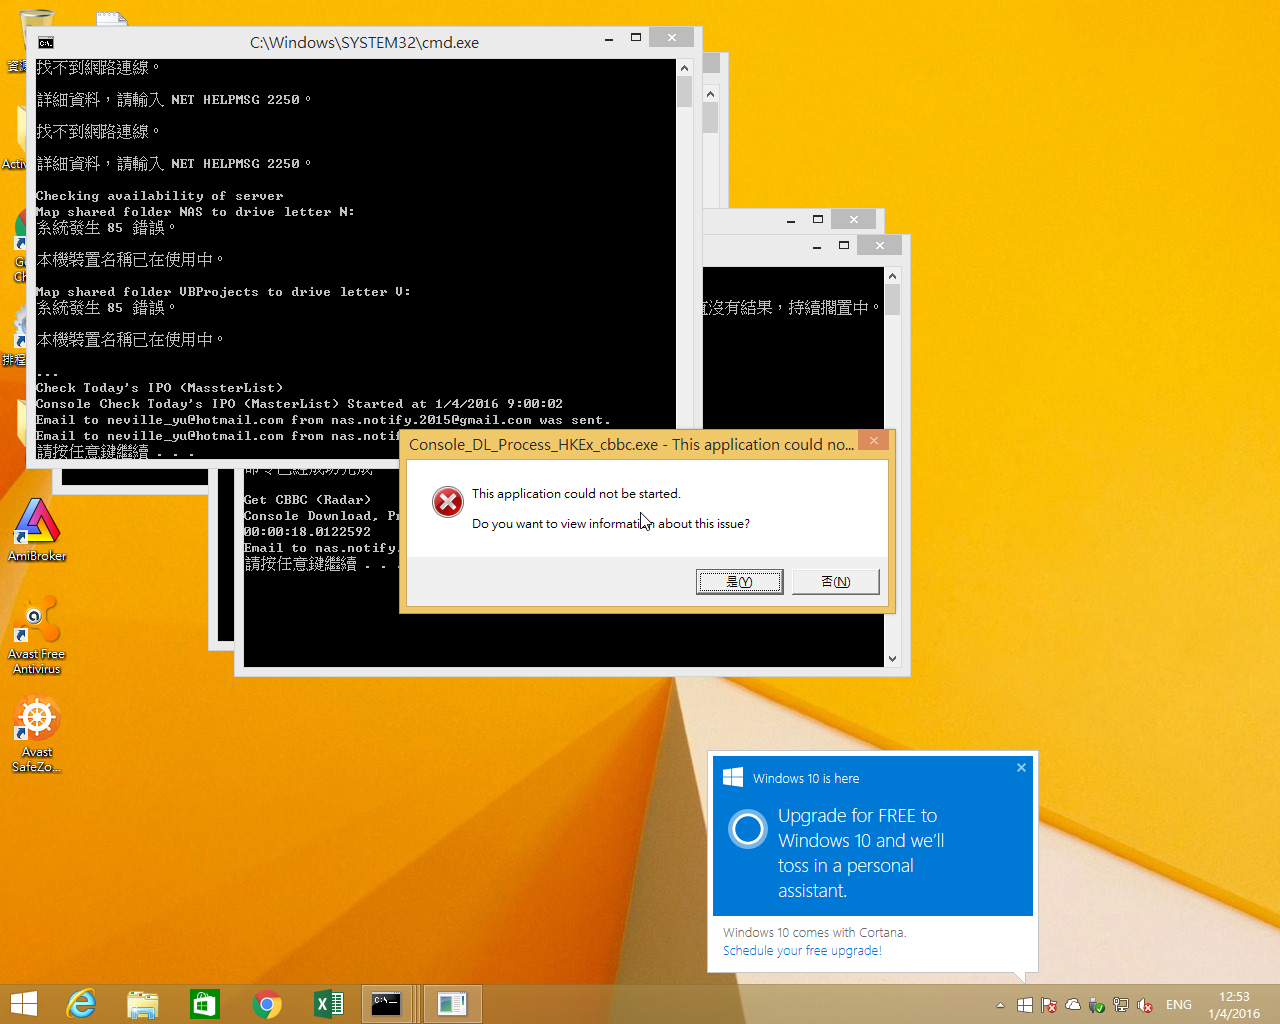 C:\Windows\SYSTEM32\cmd.exe
找不到網路連線。
詳細資料，請輸入 NET HELPMSG 2250。
找不到網路連線。
詳細資料，請輸入 NET HELPMSG 2250。
Checking availability of server
Map shared folder NAS to drive letter N:
系統發生 85 錯誤。
本機裝置名稱已在使用中。
Map shared folder VBProjects to drive letter V:
系統發生 85 錯誤。
本機裝置名稱已在使用中。
...
Check Today's IPO (MassterList)
Console Check Today's IPO (MasterList) Started at 1/4/2016 9:00:02
Email to neville_yu@hotmail.com from nas.notify.2015@gmail.com was sent.
Email to neville_yu@hotmail.com from nas.notif
請按任意鍵繼續 . . .
沒有結果，持續擱置中。
命令已經成功完成
Get CBBC (Radar)
Console Download, Pr
00:00:18.0122592
Email to nas.notify.
請按任意鍵繼續 . . .
Console_DL_Process_HKEx_cbbc.exe - This application could no...
This application could not be started.
Do you want to view information about this issue?
是(Y)
否(N)
AmiBroker
Avast Free
Antivirus
Avast
SafeZo...
Windows 10 is here
Upgrade for FREE to
Windows 10 and we'll
toss in a personal
assistant.
Windows 10 comes with Cortana.
Schedule your free upgrade!
ENG
12:53
1/4/2016